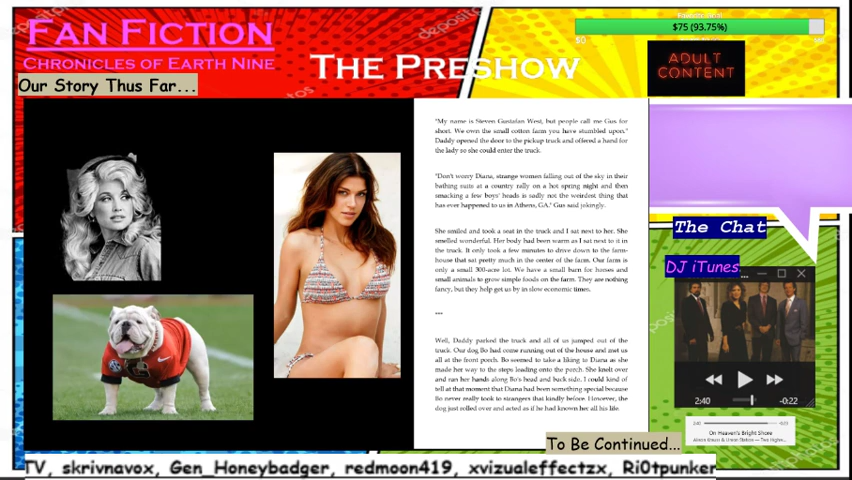 FAN FICTION
CHRONICLES OF EARTH NINE
THE PRESHOW
$75 (93.75%)
$0
ADULT
CONTENT
Our Story Thus Far...
"My name is Steven Gustafan West, but people call me Gus for
short. We own the small cotton farm you have stumbled upon."
Daddy opened the door to the pickup truck and offered a hand for
the lady so she could enter the truck.
"Don't worry Diana, strange women falling out of the sky in their
bathing suits at a country rally on a hot spring night and then
smacking a few boys' heads is sadly not the weirdest thing that
has ever happened to us in Athens, GA." Gus said jokingly.
She smiled and took a seat in the truck and I sat next to her. She
smelled wonderful. Her body had been warm as I sat next to it in
the truck. It only took a few minutes to drive down to the farm-
house that sat pretty much in the center of the farm. Our farm is
only a small 300-acre lot. We have a small barn for horses and
small animals to grow simple foods on the farm. They are nothing
fancy, but they help get us by in slow economic times.
***
Well, Daddy parked the truck and all of us jumped out of the
truck. Our dog Bo had come running out of the house and met us
all at the front porch. Bo seemed to take a liking to Diana as she
made her way to the steps leading onto the porch. She knelt over
and ran her hands along Bo's head and back side. I could kind of
tell at that moment that Diana had been something special because
Bo never really took to strangers that kindly before. However, the
dog just rolled over and acted as if he had known her all his life.
The Chat
DJ iTunes
2:40
-0:22
On Heaven's Bright Shore
Alison Krauss & Union Station — Two Highw...
To Be Continued...
TV, skrivnavox, Gen_Honeybadger, redmoon419, xvizualeffectzx, Ri0tpunker